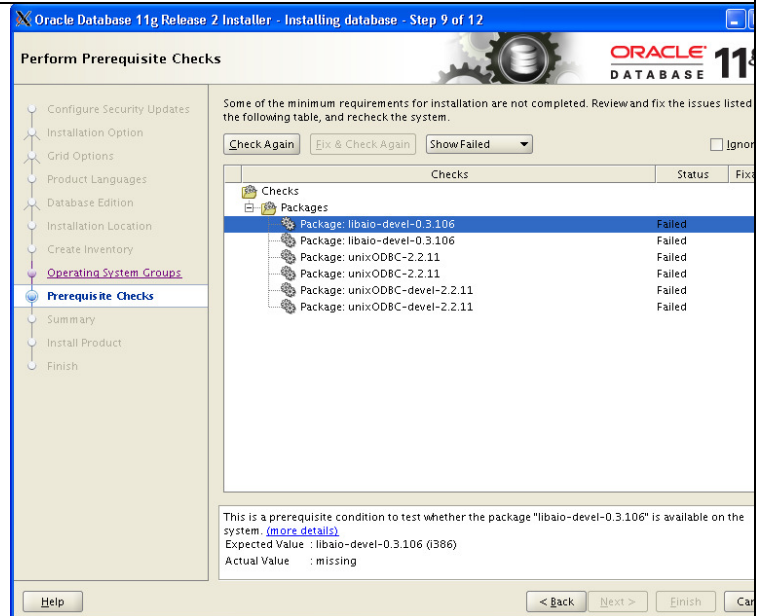 Oracle Database 11g Release 2 Installer - Installing database - Step 9 of 12
Perform Prerequisite Checks
ORACLE
DATABASE
11
Configure Security Updates
Installation Option
Grid Options
Product Languages
Database Edition
Installation Location
Create Inventory
Operating System Groups
Prerequisite Checks
Summary
Install Product
Finish
Some of the minimum requirements for installation are not completed. Review and fix the issues listed
the following table, and recheck the system.
Check Again Fix & Check Again Show Failed Ignor
Checks Status Fixa
Checks
Packages
Package: libaio-devel-0.3.106 Failed
Package: libaio-devel-0.3.106 Failed
Package: unixODBC-2.2.11 Failed
Package: unixODBC-2.2.11 Failed
Package: unixODBC-devel-2.2.11 Failed
Package: unixODBC-devel-2.2.11 Failed
This is a prerequisite condition to test whether the package "libaio-devel-0.3.106" is available on the
system. (more details)
Expected Value : libaio-devel-0.3.106 (i386)
Actual Value : missing
Help < Back Next > Finish Can